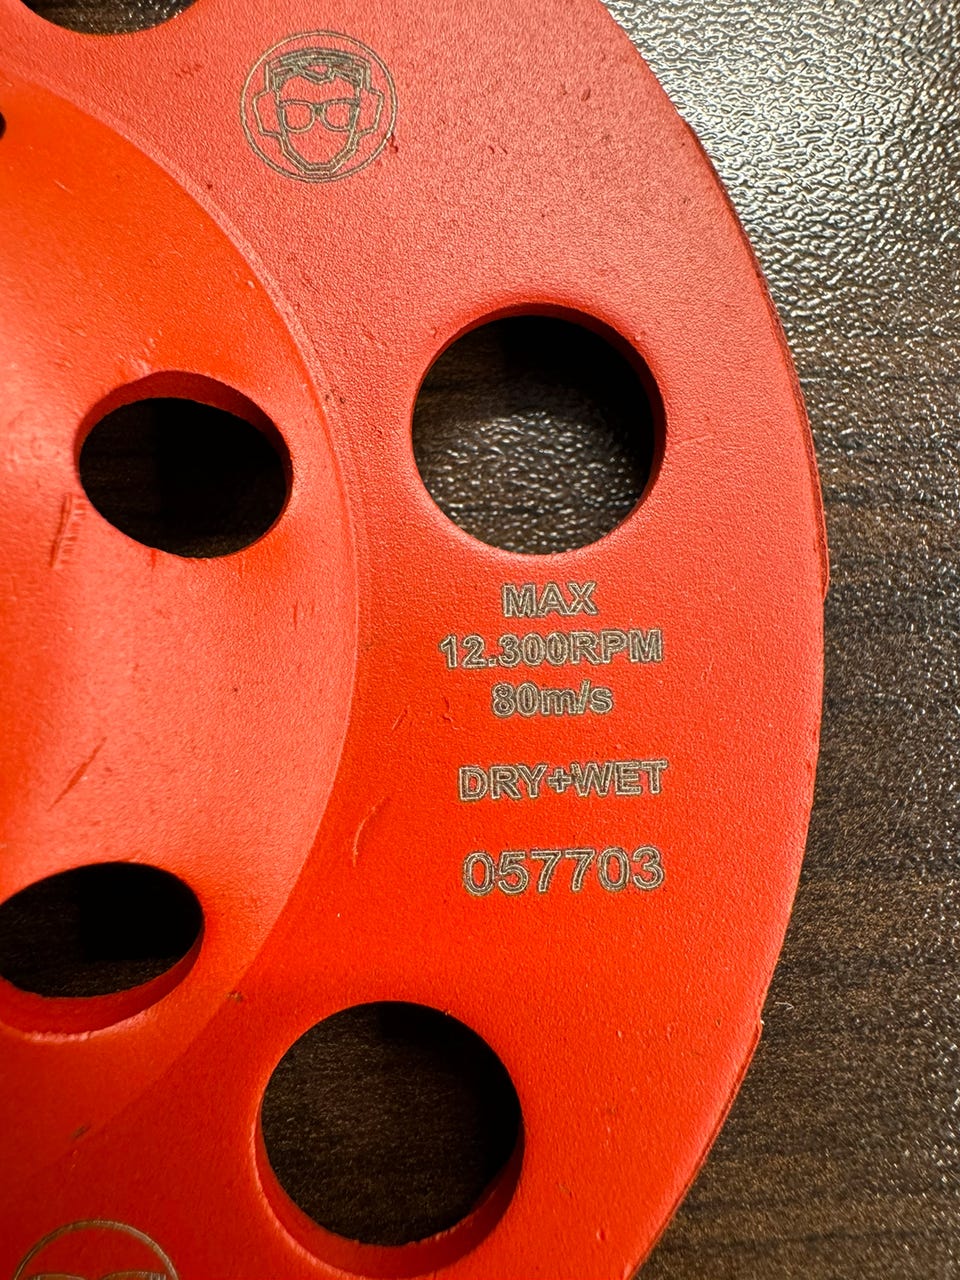 MAX
12.300RPM
80m/s
DRY+WET
057703